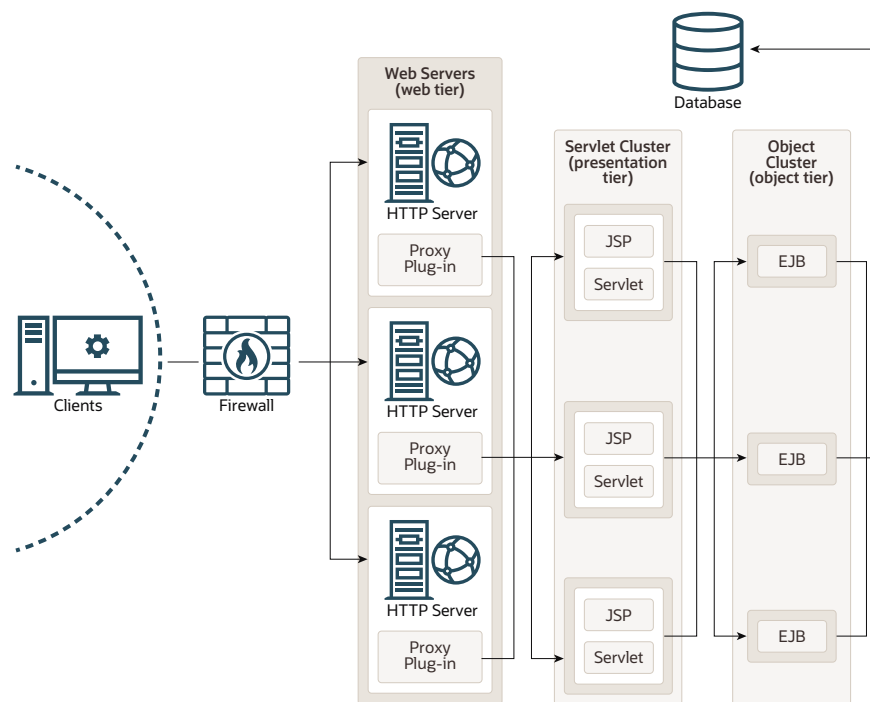 Database
Web Servers
(web tier)
HTTP Server
Proxy
Plug-in
HTTP Server
Proxy
Plug-in
HTTP Server
Proxy
Plug-in
Clients
Firewall
Servlet Cluster
(presentation
tier)
JSP
Servlet
JSP
Servlet
JSP
Servlet
Object
Cluster
(object tier)
EJB
EJB
EJB